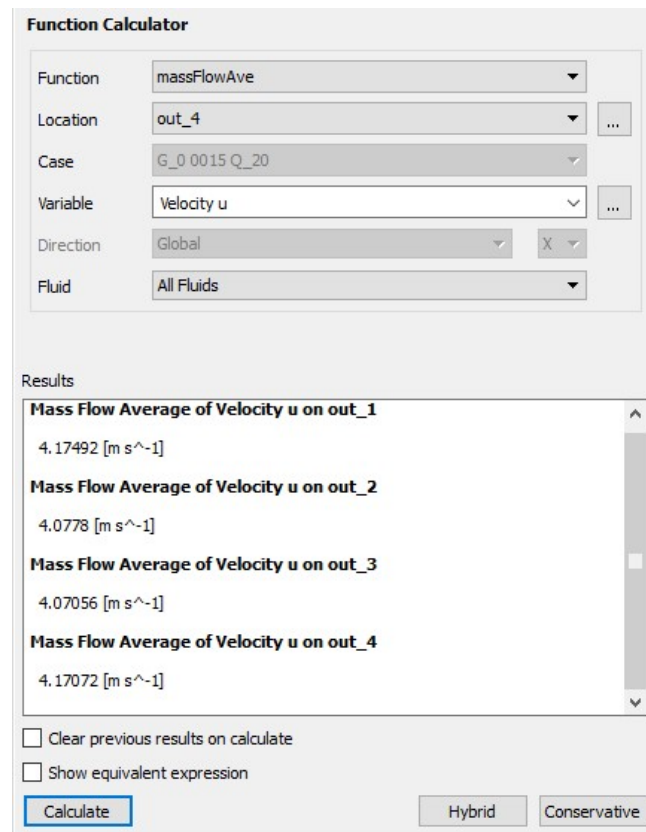 Function Calculator
Function massFlowAve
Location out_4 ...
Case G_0 0015 Q_20
Variable Velocity u ...
Direction Global X
Fluid All Fluids
Results
Mass Flow Average of Velocity u on out_1
4.17492 [m s^-1]
Mass Flow Average of Velocity u on out_2
4.0778 [m s^-1]
Mass Flow Average of Velocity u on out_3
4.07056 [m s^-1]
Mass Flow Average of Velocity u on out_4
4.17072 [m s^-1]
Clear previous results on calculate
Show equivalent expression
Calculate Hybrid Conservative